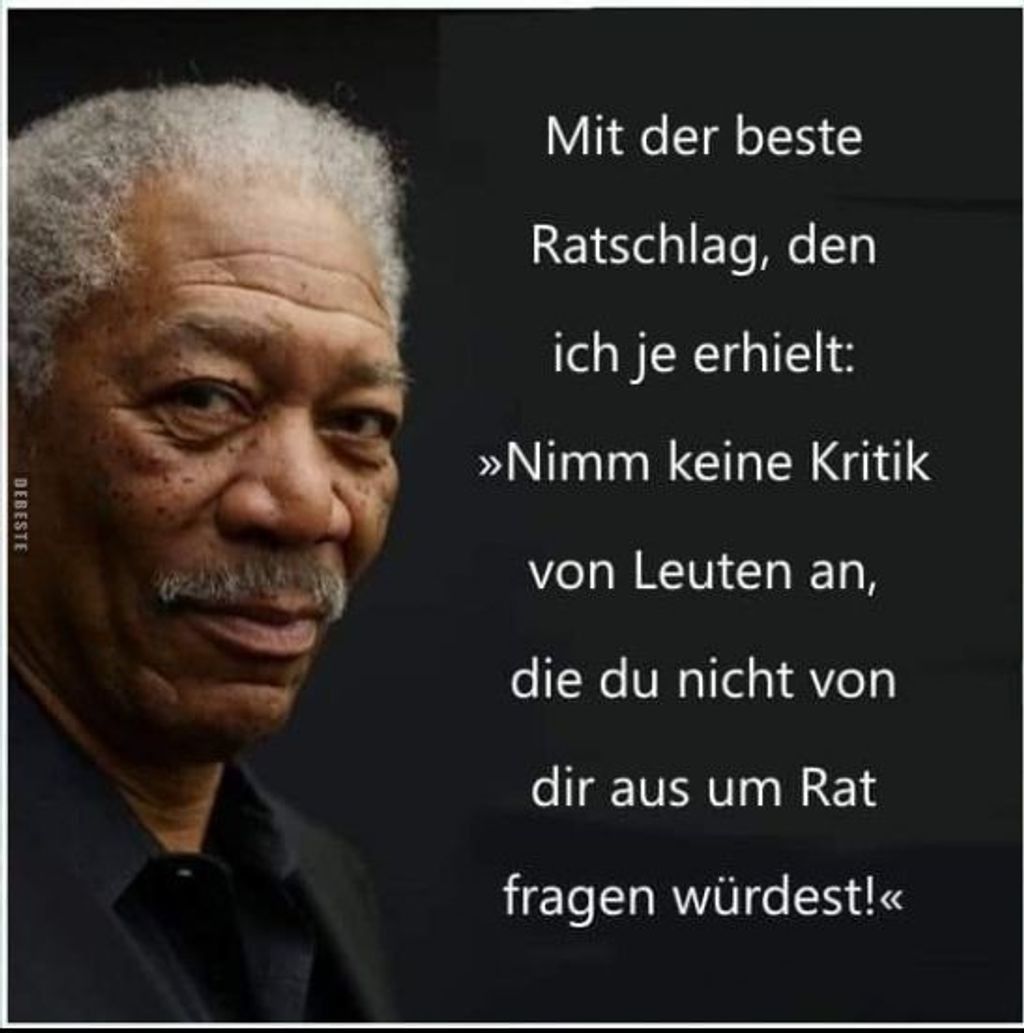 Mit der beste
Ratschlag, den
ich je erhielt:
»Nimm keine Kritik
von Leuten an,
die du nicht von
dir aus um Rat
fragen würdest!«
DEBESTE